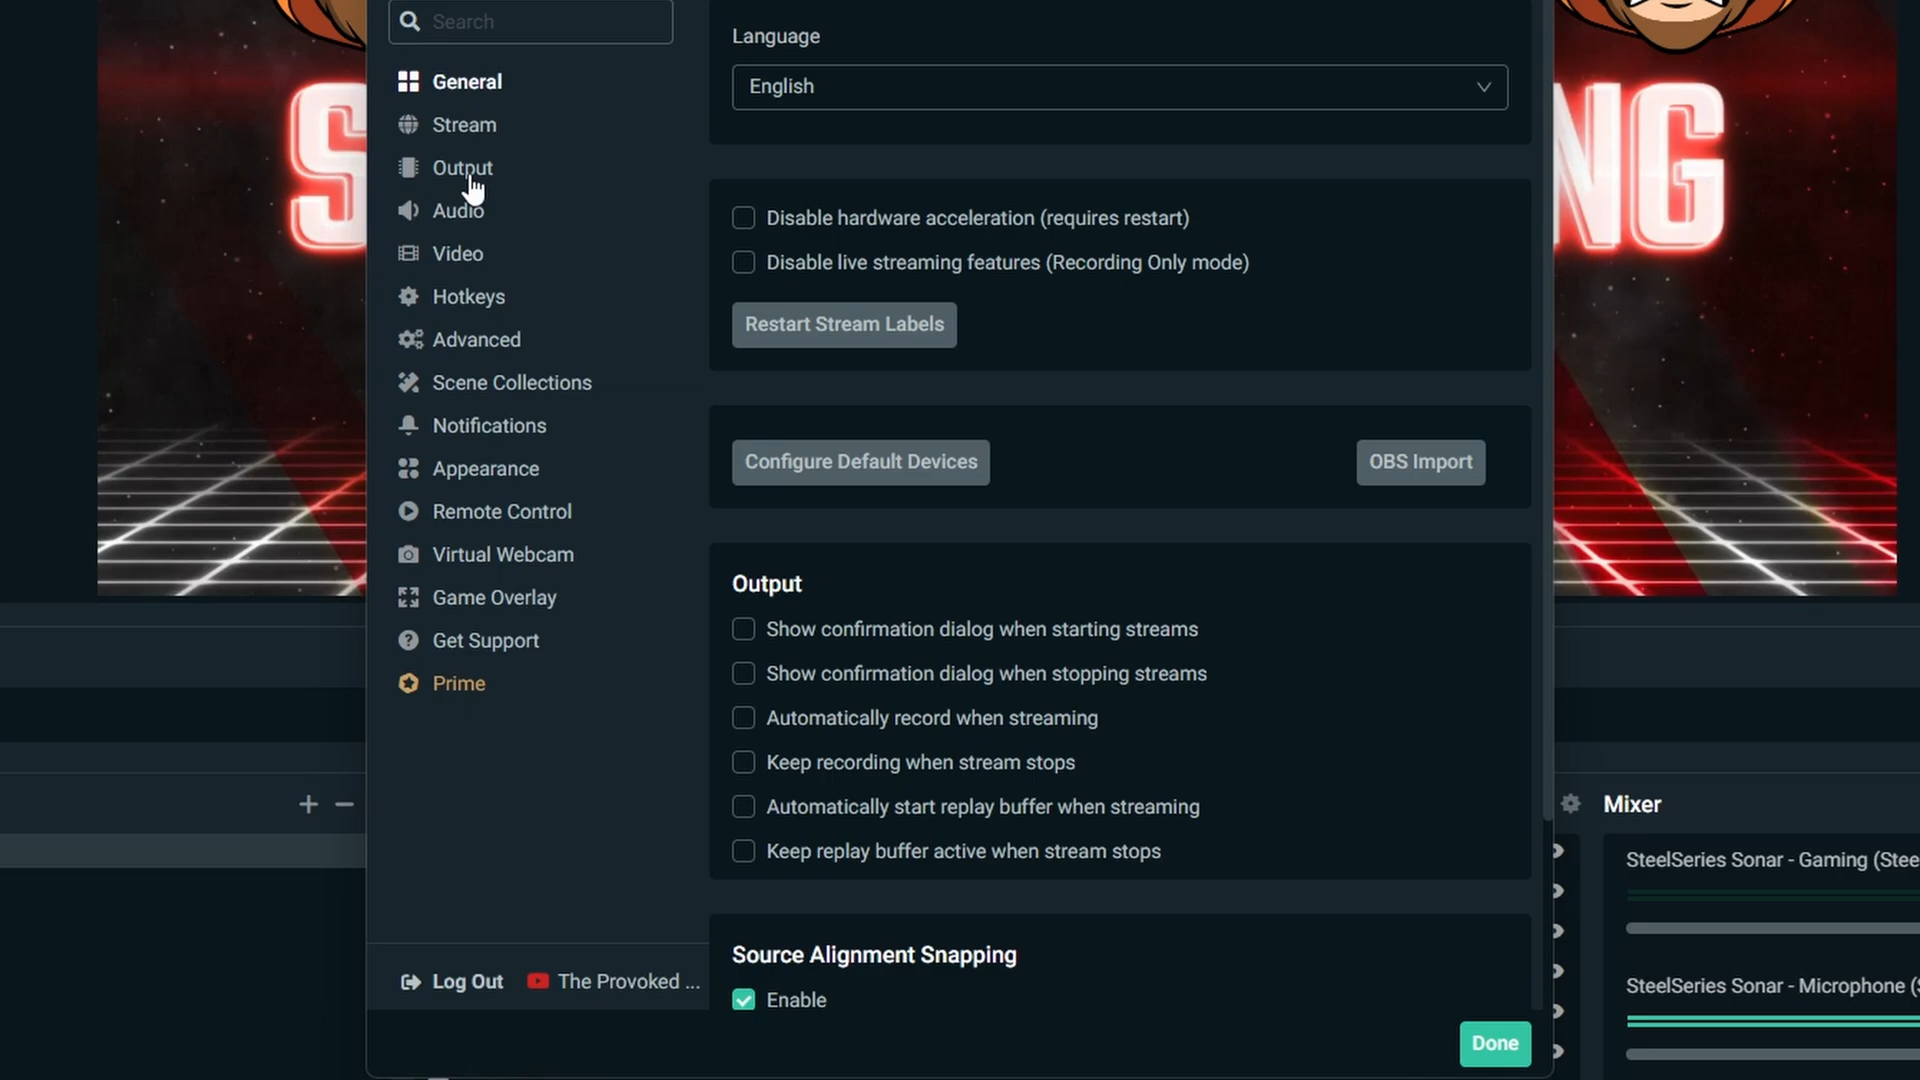 Search
General
Stream
Output
Audio
Video
Hotkeys
Advanced
Scene Collections
Notifications
Appearance
Remote Control
Virtual Webcam
Game Overlay
Get Support
Prime
Log Out
The Provoked ...
Language
English
Disable hardware acceleration (requires restart)
Disable live streaming features (Recording Only mode)
Restart Stream Labels
Configure Default Devices
OBS Import
Output
Show confirmation dialog when starting streams
Show confirmation dialog when stopping streams
Automatically record when streaming
Keep recording when stream stops
Automatically start replay buffer when streaming
Keep replay buffer active when stream stops
Source Alignment Snapping
Enable
Done
S
NG
Mixer
SteelSeries Sonar - Gaming (Stee
SteelSeries Sonar - Microphone (S